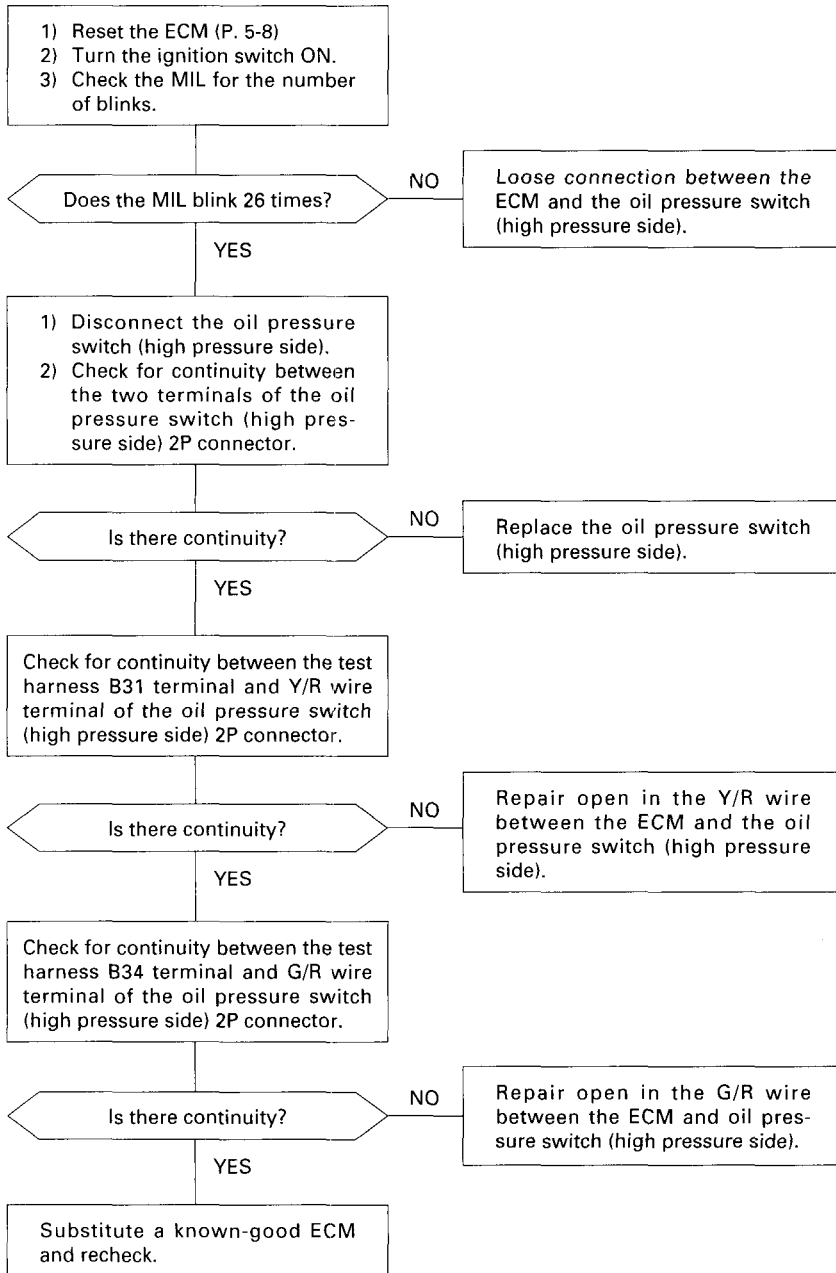 1) Reset the ECM (P. 5-8)
2) Turn the ignition switch ON.
3) Check the MIL for the number
of blinks.
Does the MIL blink 26 times?
NO
Loose connection between the
ECM and the oil pressure switch
(high pressure side).
YES
1) Disconnect the oil pressure
switch (high pressure side).
2) Check for continuity between
the two terminals of the oil
pressure switch (high pres-
sure side) 2P connector.
Is there continuity?
NO
Replace the oil pressure switch
(high pressure side).
YES
Check for continuity between the test
harness B31 terminal and Y/R wire
terminal of the oil pressure switch
(high pressure side) 2P connector.
Is there continuity?
NO
Repair open in the Y/R wire
between the ECM and the oil
pressure switch (high pressure
side).
YES
Check for continuity between the test
harness B34 terminal and G/R wire
terminal of the oil pressure switch
(high pressure side) 2P connector.
Is there continuity?
NO
Repair open in the G/R wire
between the ECM and oil pres-
sure switch (high pressure side).
YES
Substitute a known-good ECM
and recheck.